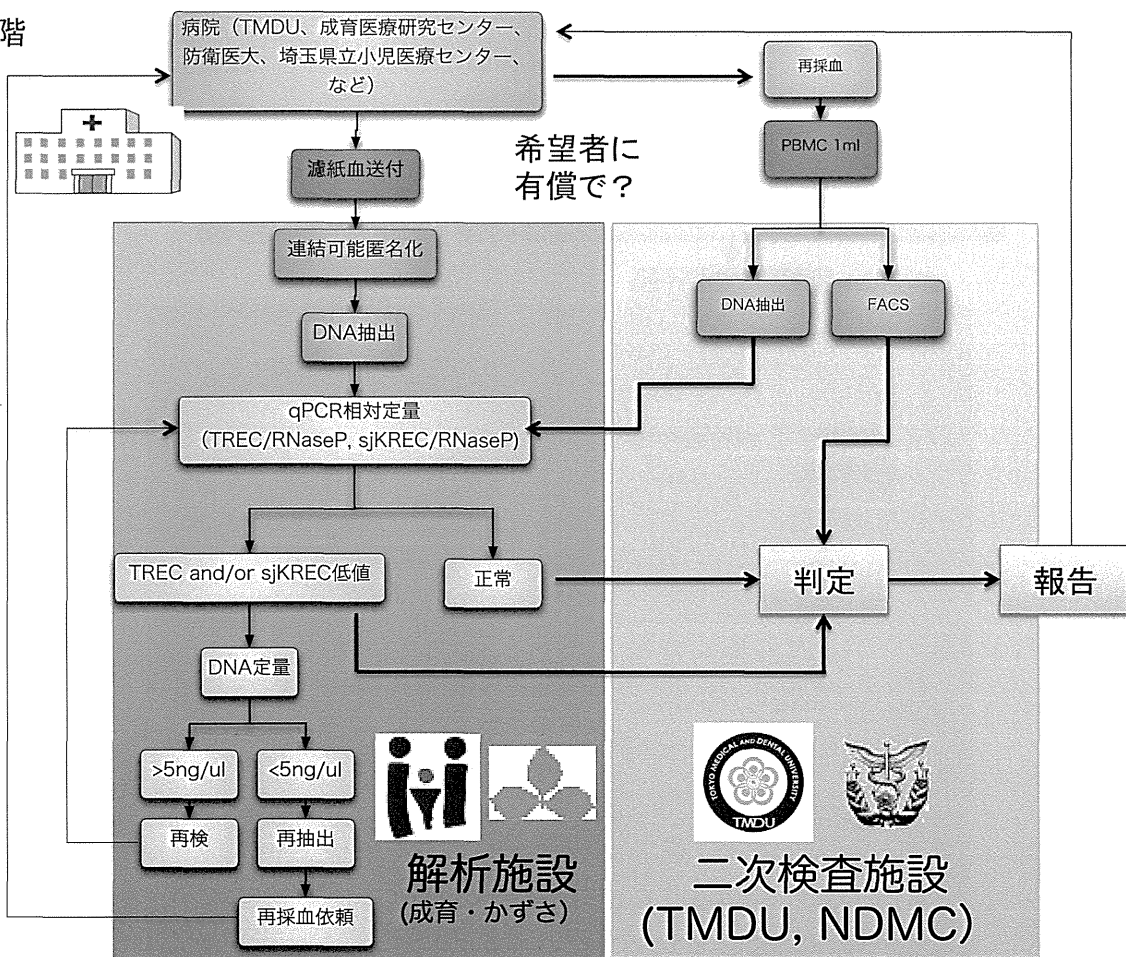 階
病院（TMDU、成育医療研究センター、
防衛医大、埼玉県立小児医療センター、
など）
再採血
PBMC 1ml
希望者に
有償で？
濾紙血送付
連結可能匿名化
DNA抽出
DNA抽出
FACS
qPCR相対定量
（TREC/RNaseP, sjKREC/RNaseP)
TREC and/or sjKREC低値
正常
判定
報告
DNA定量
>5ng/ul
<5ng/ul
再検
再抽出
再採血依頼
解析施設
(成育・かずさ）
TOKYO MEDICAL AND DENTAL UNIVERSITY
TMDU
二次検査施設
(TMDU, NDMC）